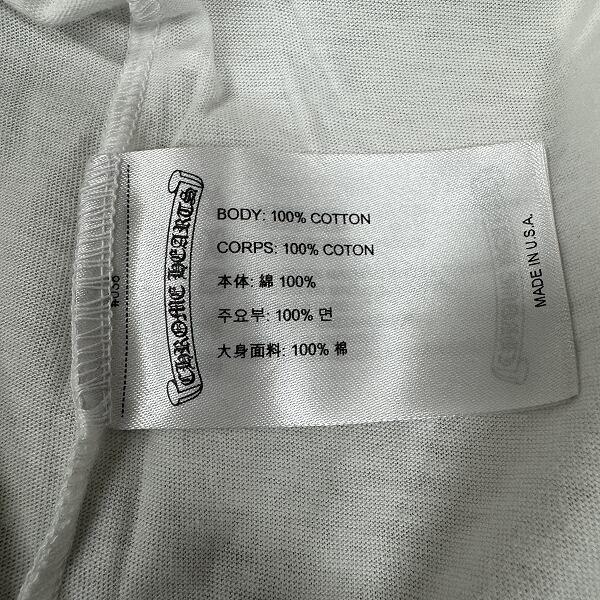 CHROME HEARTS
BODY: 100% COTTON
CORPS: 100% COTON
本体: 綿 100%
주요부: 100% 면
大身面料: 100% 棉
MADE IN U.S.A.